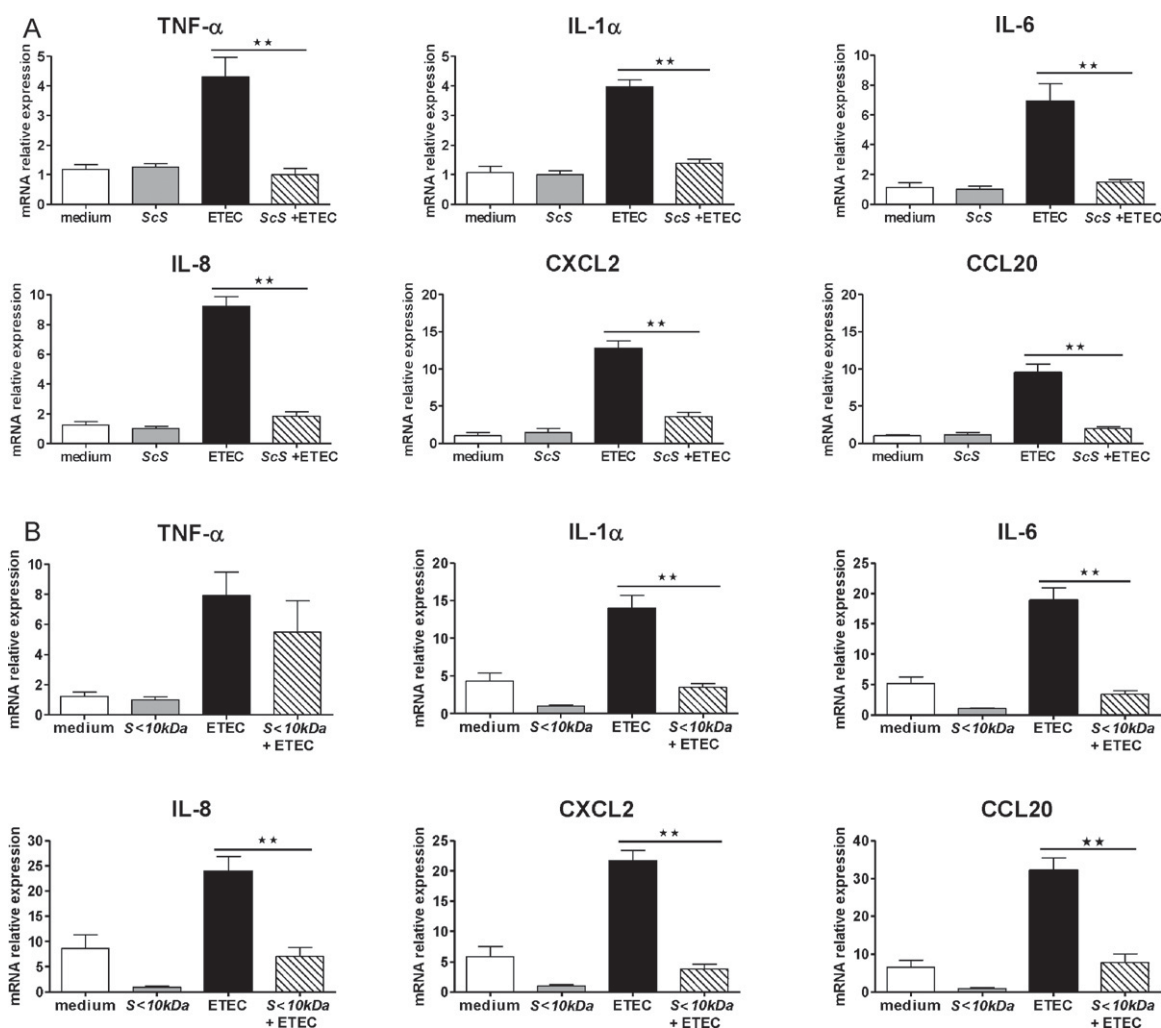 A
TNF-α
mRNA relative expression
5
4
3
2
1
0
medium ScS ETEC ScS +ETEC
★★
IL-1α
mRNA relative expression
5
4
3
2
1
0
medium ScS ETEC ScS +ETEC
★★
IL-6
mRNA relative expression
10
8
6
4
2
0
medium ScS ETEC ScS +ETEC
★★
IL-8
mRNA relative expression
10
8
6
4
2
0
medium ScS ETEC ScS +ETEC
★★
CXCL2
mRNA relative expression
20
15
10
5
0
medium ScS ETEC ScS +ETEC
★★
CCL20
mRNA relative expression
20
15
10
5
0
medium ScS ETEC ScS +ETEC
★★
B
TNF-α
mRNA relative expression
10
8
6
4
2
0
medium S<10kDa ETEC S<10kDa
+ ETEC
IL-1α
mRNA relative expression
20
15
10
5
0
medium S<10kDa ETEC S<10kDa
+ ETEC
★★
IL-6
mRNA relative expression
25
20
15
10
5
0
medium S<10kDa ETEC S<10kDa
+ ETEC
★★
IL-8
mRNA relative expression
30
25
20
15
10
5
0
medium S<10kDa ETEC S<10kDa
+ ETEC
★★
CXCL2
mRNA relative expression
25
20
15
10
5
0
medium S<10kDa ETEC S<10kDa
+ ETEC
★★
CCL20
mRNA relative expression
40
30
20
10
0
medium S<10kDa ETEC S<10kDa
+ ETEC
★★